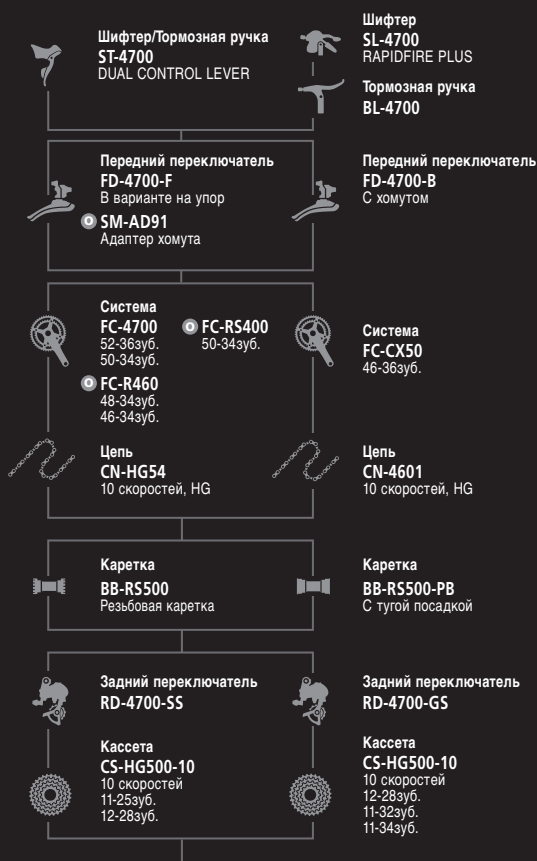 Шифтер/Тормозная ручка
ST-4700
DUAL CONTROL LEVER
Шифтер
SL-4700
RAPIDFIRE PLUS
Тормозная ручка
BL-4700
Передний переключатель
FD-4700-F
В варианте на упор
O SM-AD91
Адаптер хомута
Передний переключатель
FD-4700-B
С хомутом
Система
FC-4700
52-36зуб.
50-34зуб.
O FC-RS400
50-34зуб.
O FC-R460
48-34зуб.
46-34зуб.
Система
FC-CX50
46-36зуб.
Цепь
CN-HG54
10 скоростей, HG
Цепь
CN-4601
10 скоростей, HG
Каретка
BB-RS500
Резьбовая каретка
Каретка
BB-RS500-PB
С тугой посадкой
Задний переключатель
RD-4700-SS
Задний переключатель
RD-4700-GS
Кассета
CS-HG500-10
10 скоростей
11-25зуб.
12-28зуб.
Кассета
CS-HG500-10
10 скоростей
12-28зуб.
11-32зуб.
11-34зуб.